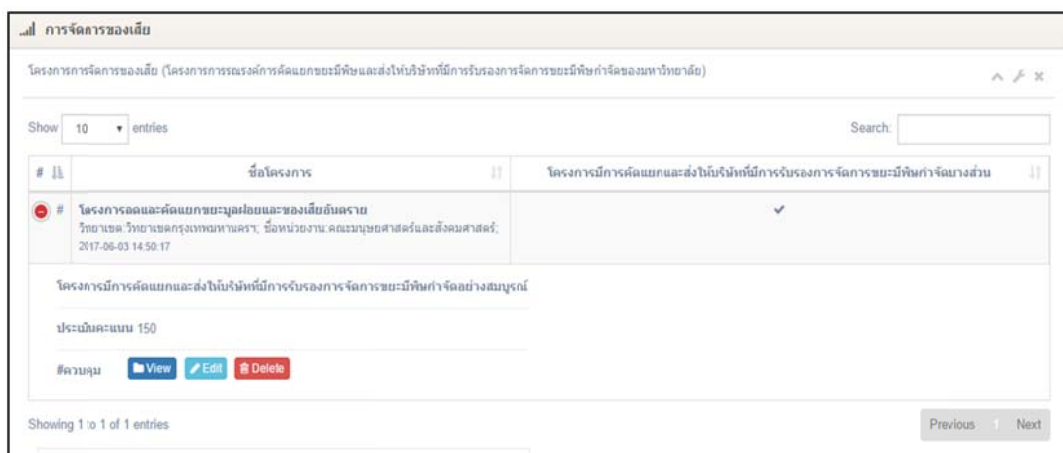 การจัดการของเสีย
โครงการการจัดการของเสีย (โครงการการรณรงค์การคัดแยกขยะมีพิษและส่งให้บริษัทที่มีการรับรองการจัดการขยะมีพิษกำจัดของมหาวิทยาลัย)
Show 10 entries Search:
# ชื่อโครงการ โครงการมีการคัดแยกและส่งให้บริษัทที่มีการรับรองการจัดการขยะมีพิษกำจัดบางส่วน
# โครงการลดและคัดแยกขยะมูลฝอยและของเสียอันตราย
วิทยาเขต:วิทยาเขตกรุงเทพมหานครฯ; ชื่อหน่วยงาน:คณะมนุษยศาสตร์และสังคมศาสตร์;
2017-06-03 14:50:17
โครงการมีการคัดแยกและส่งให้บริษัทที่มีการรับรองการจัดการขยะมีพิษกำจัดอย่างสมบูรณ์
ประเมินคะแนน 150
#ควบคุม View Edit Delete
Showing 1 to 1 of 1 entries Previous 1 Next